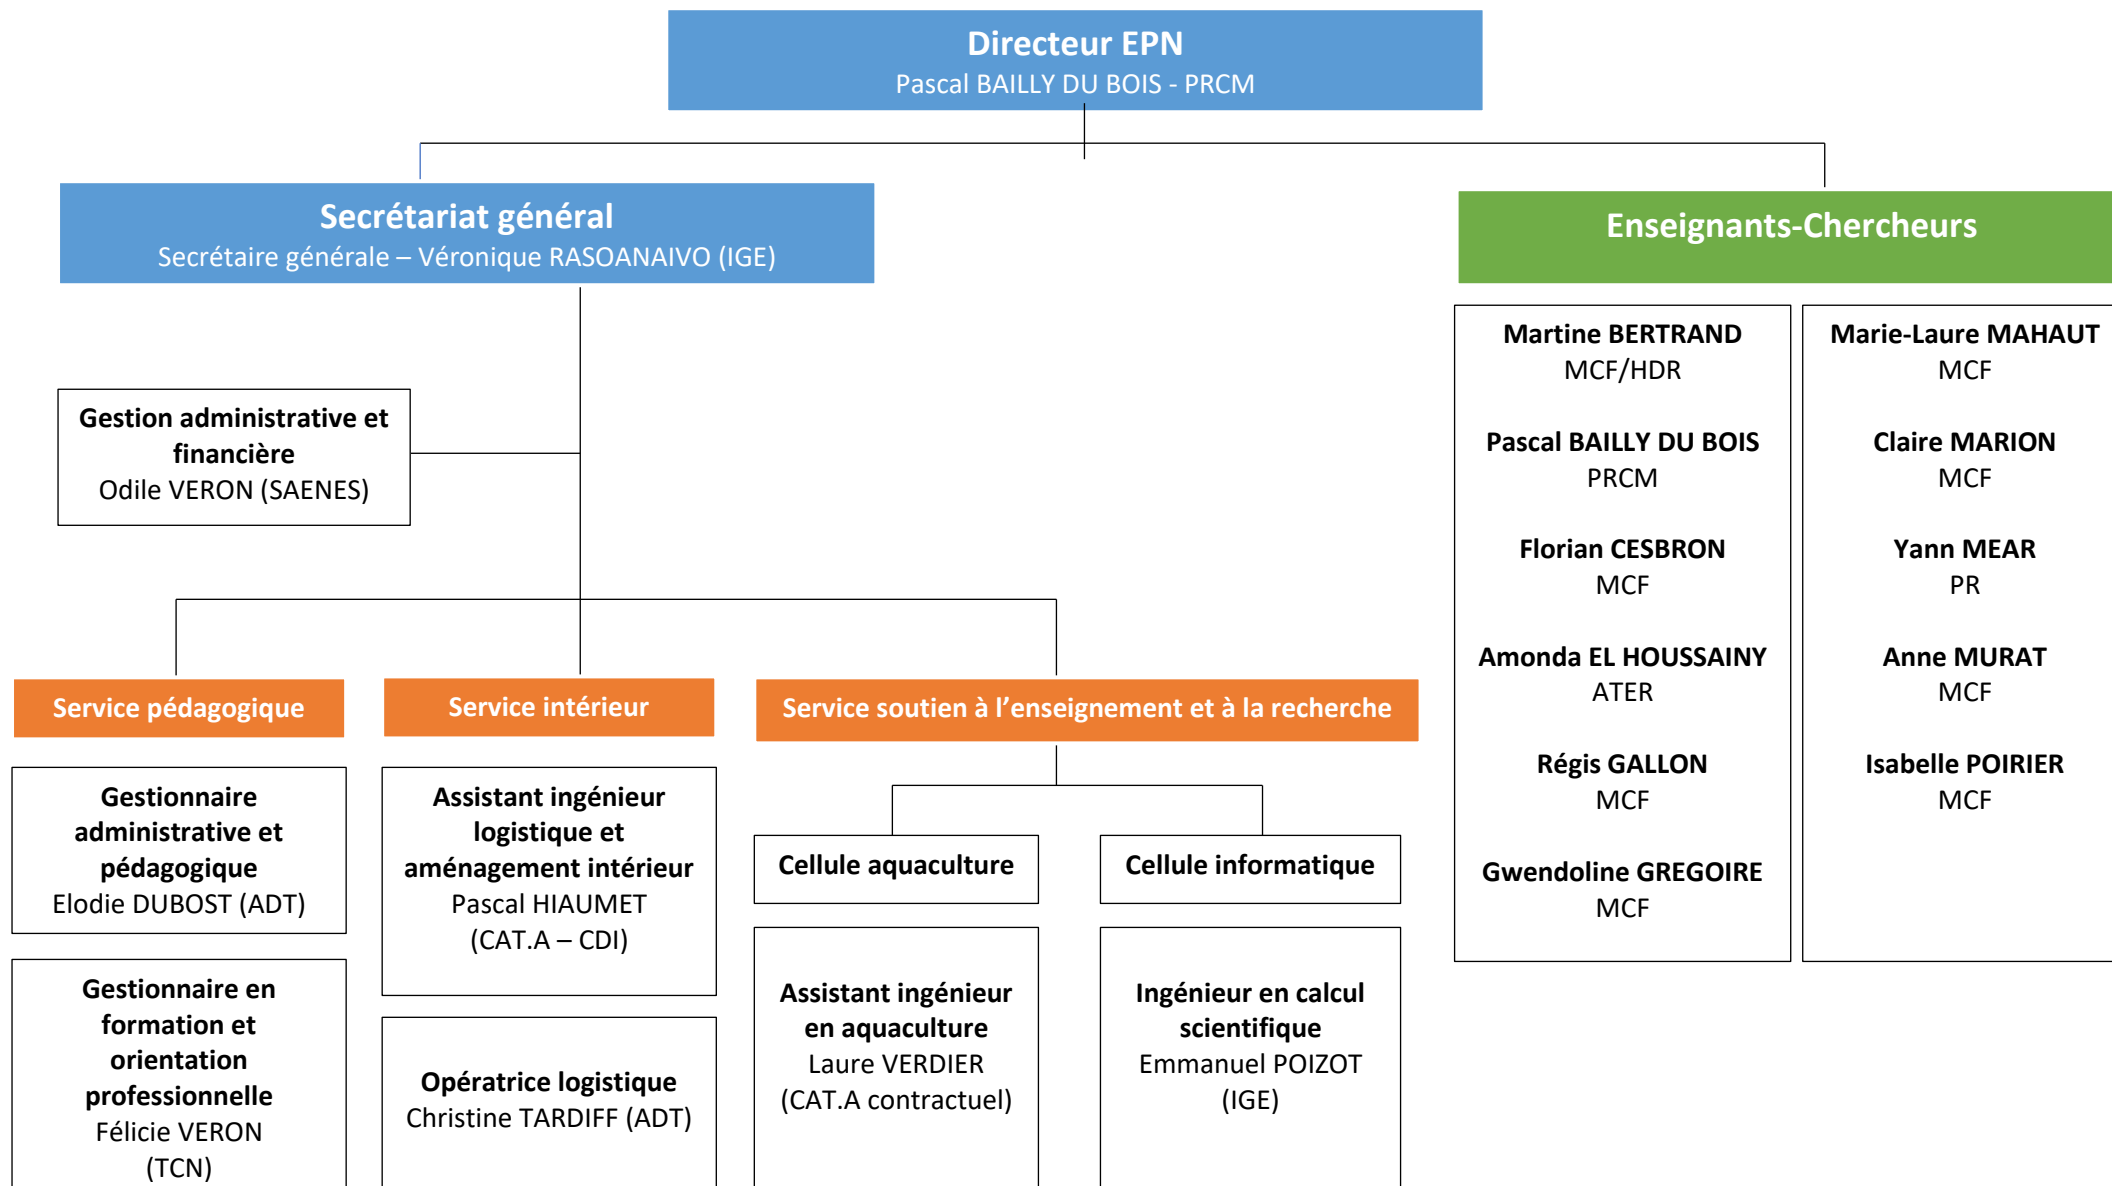 Directeur EPN
Pascal BAILLY DU BOIS - PRCM
Secrétariat général
Secrétaire générale – Véronique RASOANAIVO (IGE)
Enseignants-Chercheurs
Gestion administrative et
financière
Odile VERON (SAENES)
Martine BERTRAND
MCF/HDR
Pascal BAILLY DU BOIS
PRCM
Florian CESBRON
MCF
Amonda EL HOUSSAINY
ATER
Régis GALLON
MCF
Gwendoline GREGOIRE
MCF
Marie-Laure MAHAUT
MCF
Claire MARION
MCF
Yann MEAR
PR
Anne MURAT
MCF
Isabelle POIRIER
MCF
Service pédagogique
Gestionnaire
administrative et
pédagogique
Elodie DUBOST (ADT)
Gestionnaire en
formation et
orientation
professionnelle
Félicie VERON
(TCN)
Service intérieur
Assistant ingénieur
logistique et
aménagement intérieur
Pascal HIAUMET
(CAT.A – CDI)
Opératrice logistique
Christine TARDIFF (ADT)
Service soutien à l’enseignement et à la recherche
Cellule aquaculture
Assistant ingénieur
en aquaculture
Laure VERDIER
(CAT.A contractuel)
Cellule informatique
Ingénieur en calcul
scientifique
Emmanuel POIZOT
(IGE)